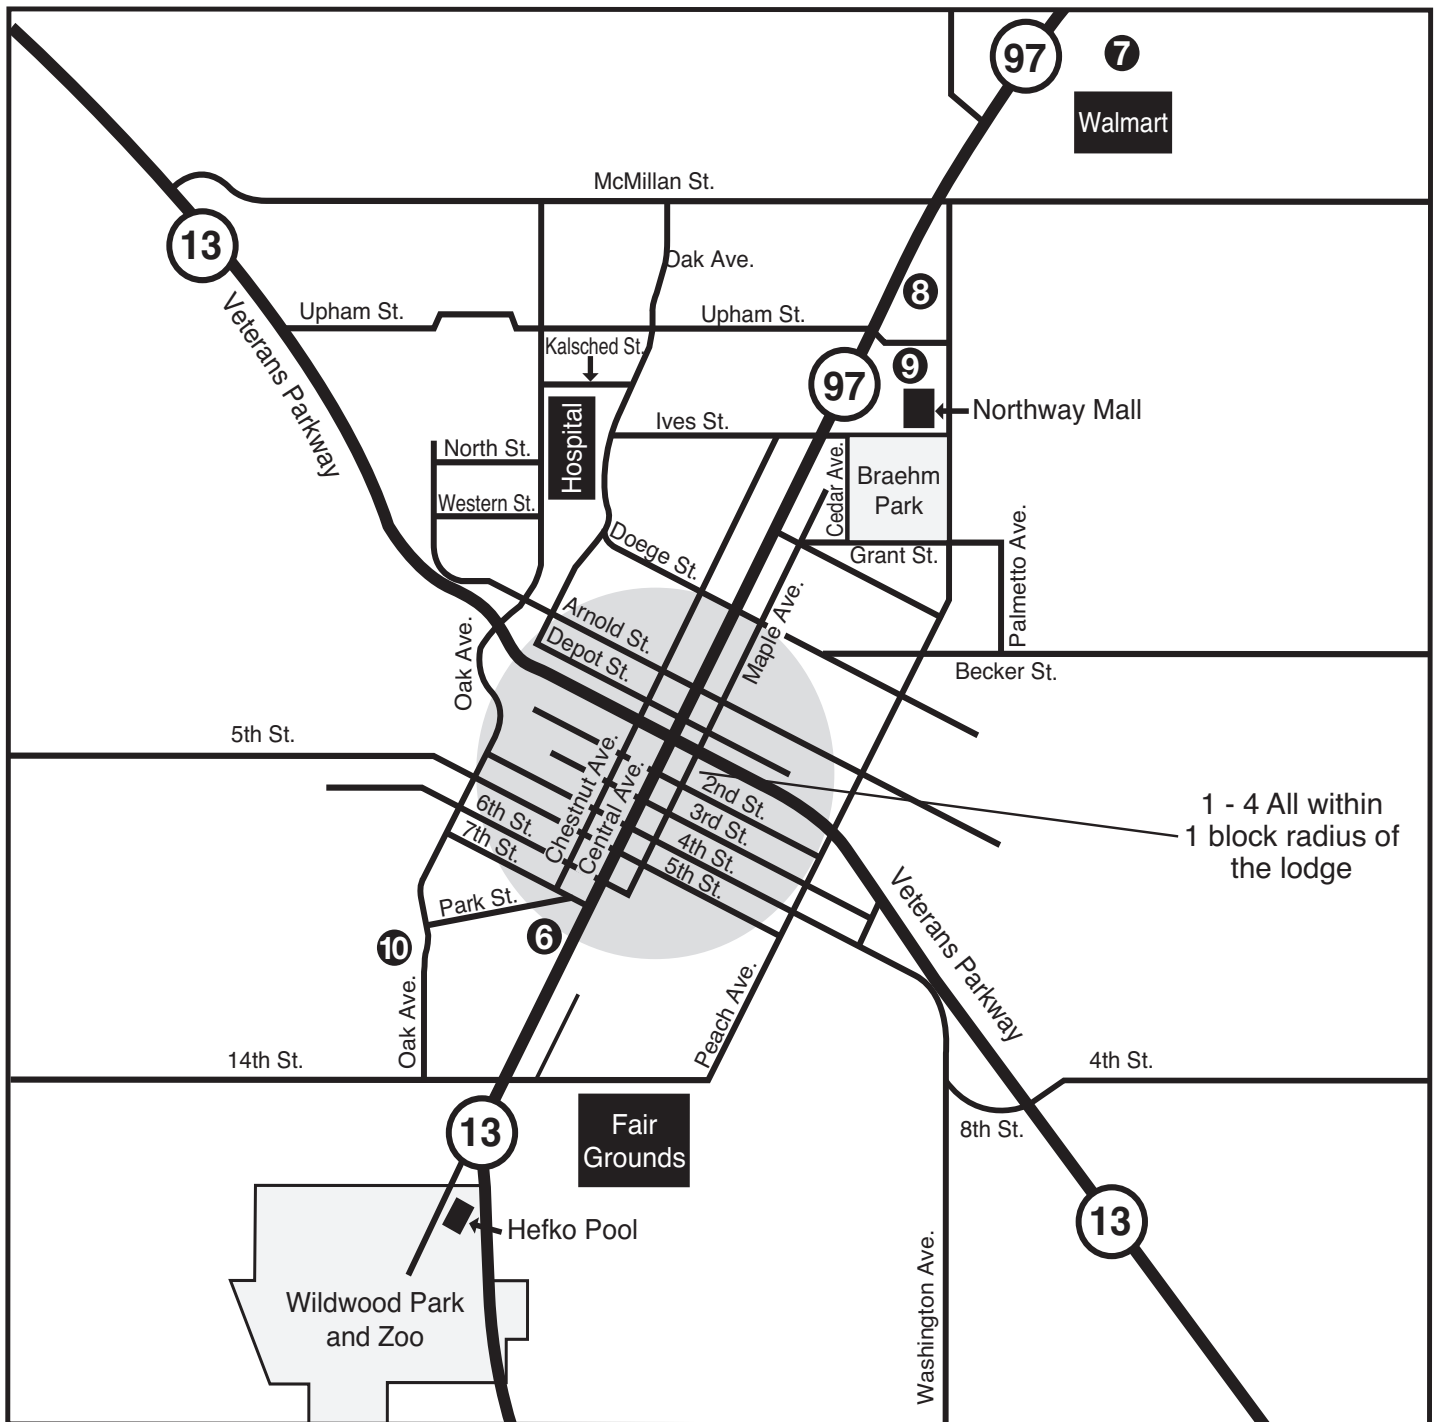 97
7
Walmart
McMillan St.
13
Oak Ave.
8
Upham St.
Upham St.
Veterans Parkway
Kalsched St.
9
97
Northway Mall
Ives St.
Hospital
North St.
Cedar Ave.
Braehm
Park
Western St.
Doege St.
Grant St.
Palmetto Ave.
Arnold St.
Depot St.
Maple Ave.
Oak Ave.
Becker St.
5th St.
Chestnut Ave.
Central Ave.
2nd St.
3rd St.
4th St.
5th St.
6th St.
7th St.
1 - 4 All within
1 block radius of
the lodge
Veterans Parkway
Park St.
6
10
Oak Ave.
Peach Ave.
14th St.
4th St.
8th St.
13
Fair
Grounds
13
Hefko Pool
Wildwood Park
and Zoo
Washington Ave.